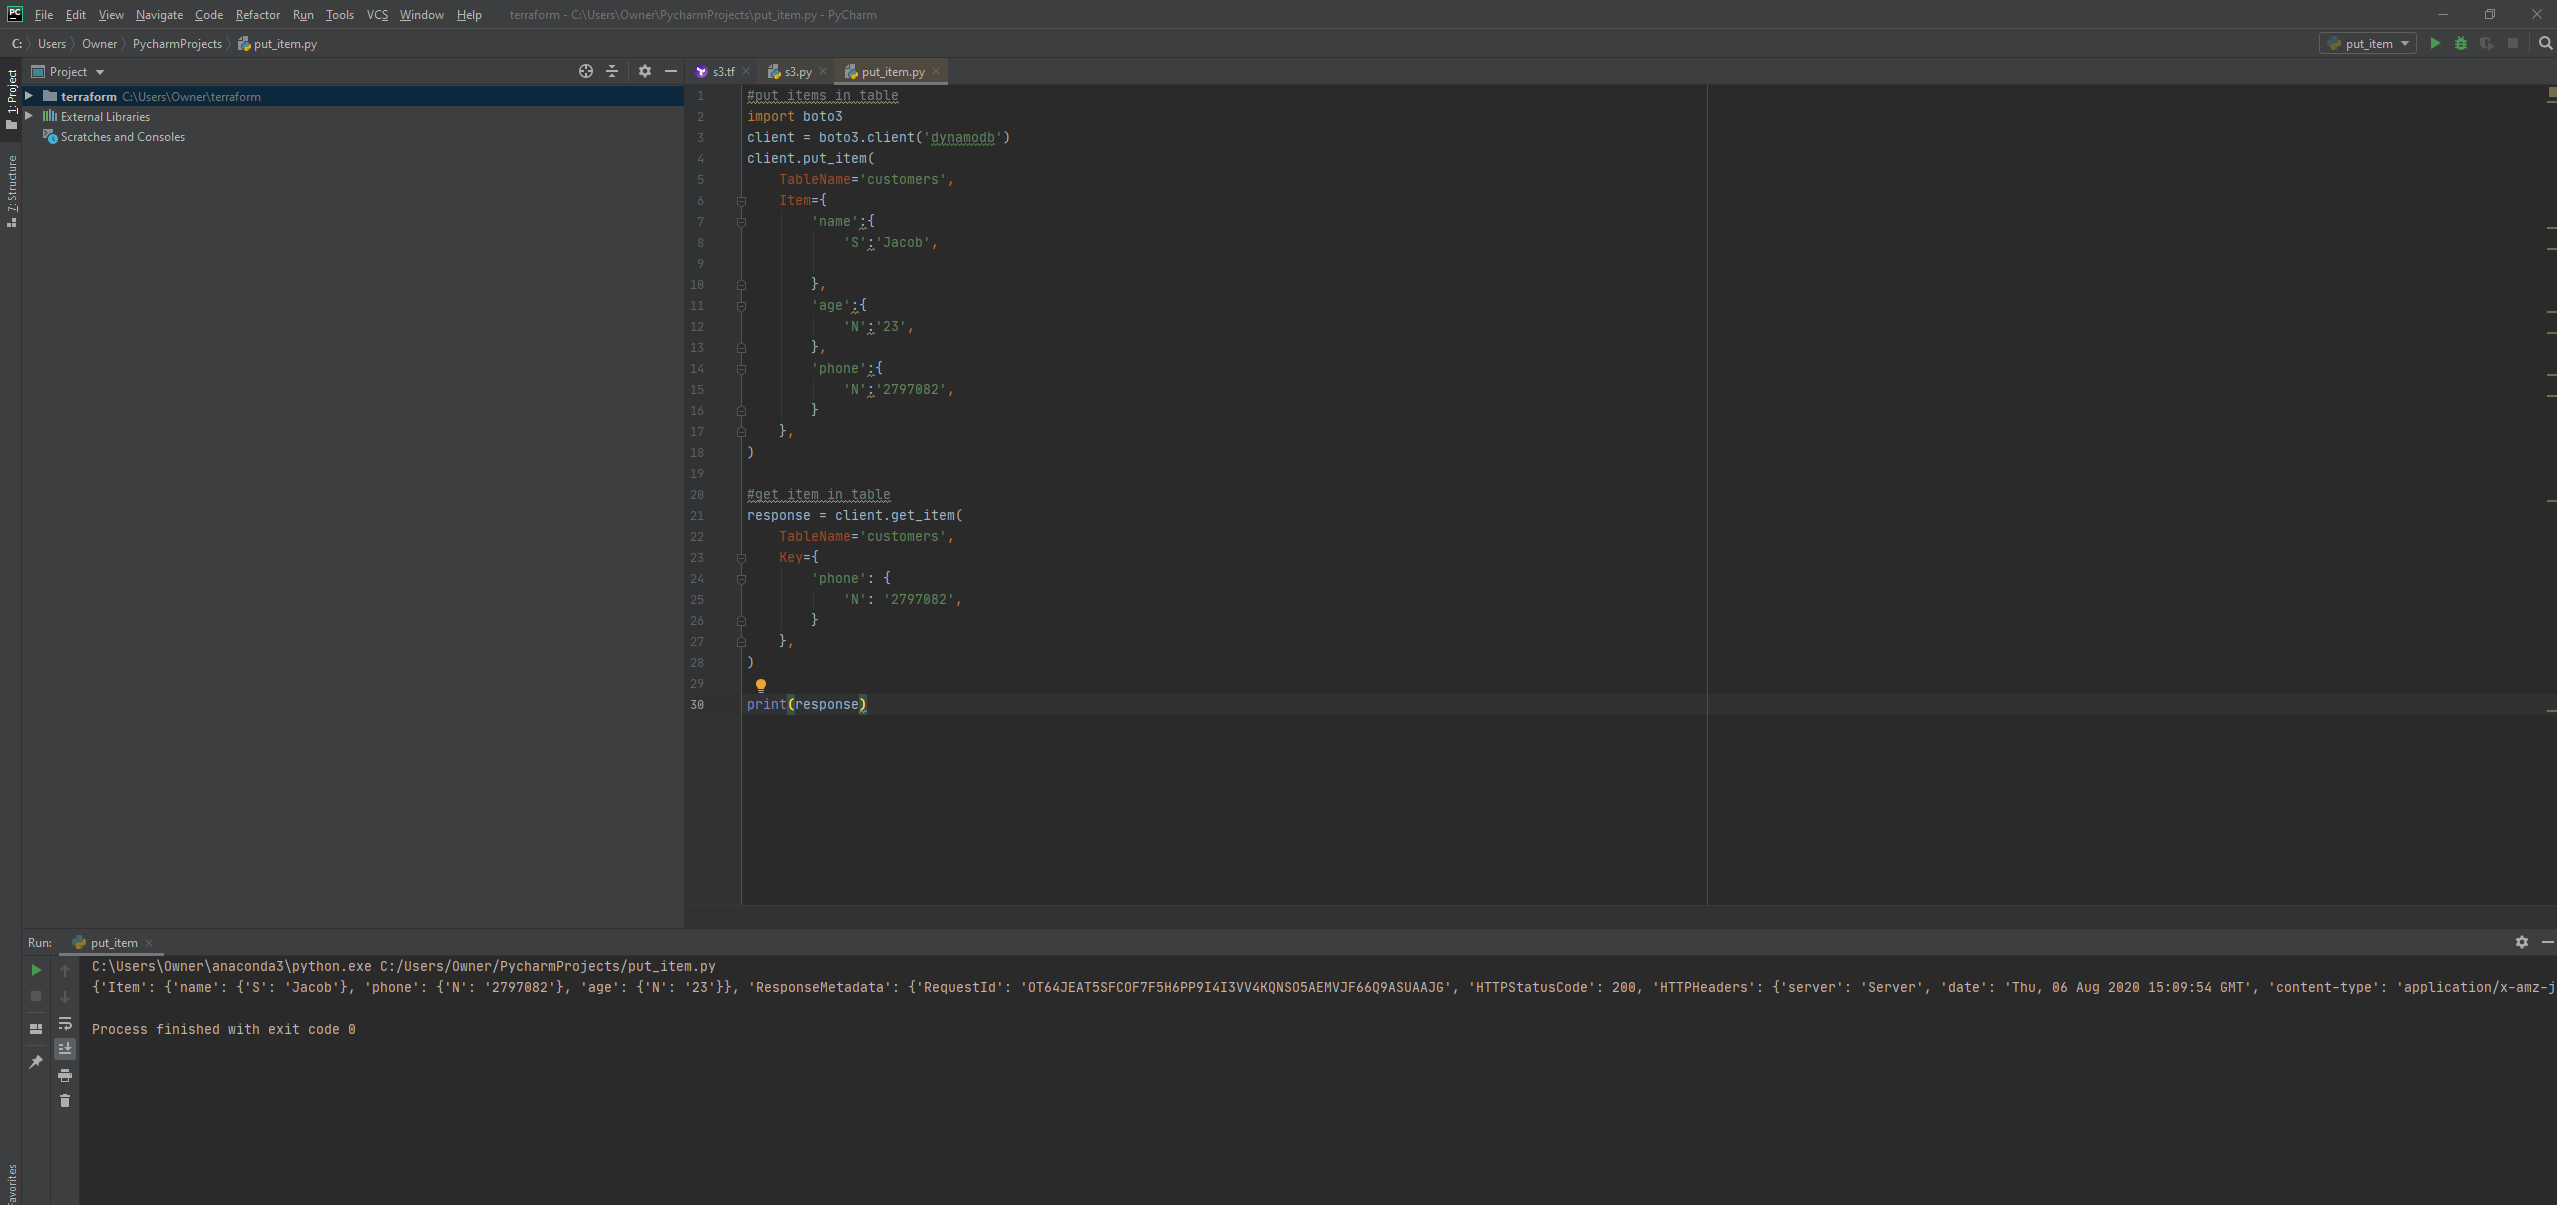 PC File Edit View Navigate Code Refactor Run Tools VCS Window Help terraform - C:\Users\Owner\PycharmProjects\put_item.py - PyCharm
C: Users Owner PycharmProjects put_item.py put_item
1: Project
7: Structure
Project
terraform C:\Users\Owner\terraform
External Libraries
Scratches and Consoles
s3.tf s3.py put_item.py
1 #put items in table
2 import boto3
3 client = boto3.client('dynamodb')
4 client.put_item(
5 TableName='customers',
6 Item={
7 'name':{
8 'S':'Jacob',
9
10 },
11 'age':{
12 'N':'23',
13 },
14 'phone':{
15 'N':'2797082',
16 }
17 },
18 )
19
20 #get item in table
21 response = client.get_item(
22 TableName='customers',
23 Key={
24 'phone': {
25 'N': '2797082',
26 }
27 },
28 )
29
30 print(response)
Run: put_item
C:\Users\Owner\anaconda3\python.exe C:/Users/Owner/PycharmProjects/put_item.py
{'Item': {'name': {'S': 'Jacob'}, 'phone': {'N': '2797082'}, 'age': {'N': '23'}}, 'ResponseMetadata': {'RequestId': 'OT64JEAT5SFCOF7F5H6PP9I4I3VV4KQNSO5AEMVJF66Q9ASUAAJG', 'HTTPStatusCode': 200, 'HTTPHeaders': {'server': 'Server', 'date': 'Thu, 06 Aug 2020 15:09:54 GMT', 'content-type': 'application/x-amz-j
Process finished with exit code 0
avorites